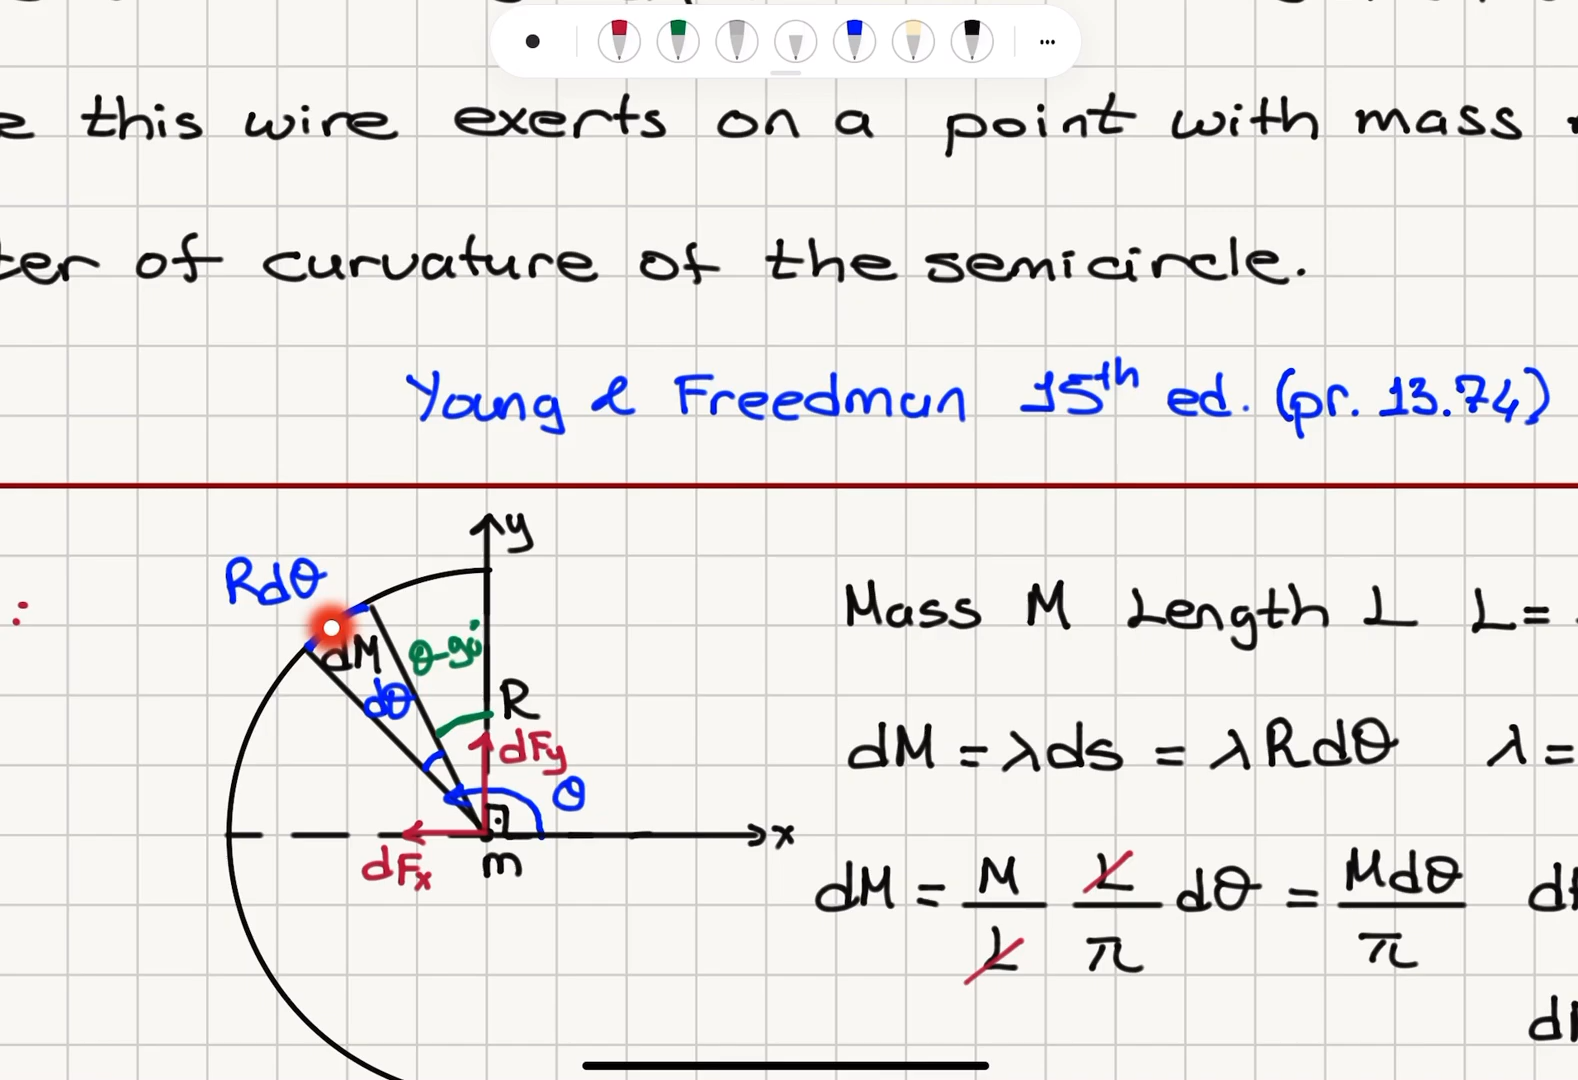 this wire exerts on a point with mass
of curvature of the semicircle.
Young & Freedman 15th ed. (pr. 13.74)
y
Rdθ
dM
θ-90°
dθ
R
dFy
θ
x
dFx
m
Mass M Length L L=
dM = λds = λRdθ λ=
dM = M/L L/π dθ = Mdθ/π